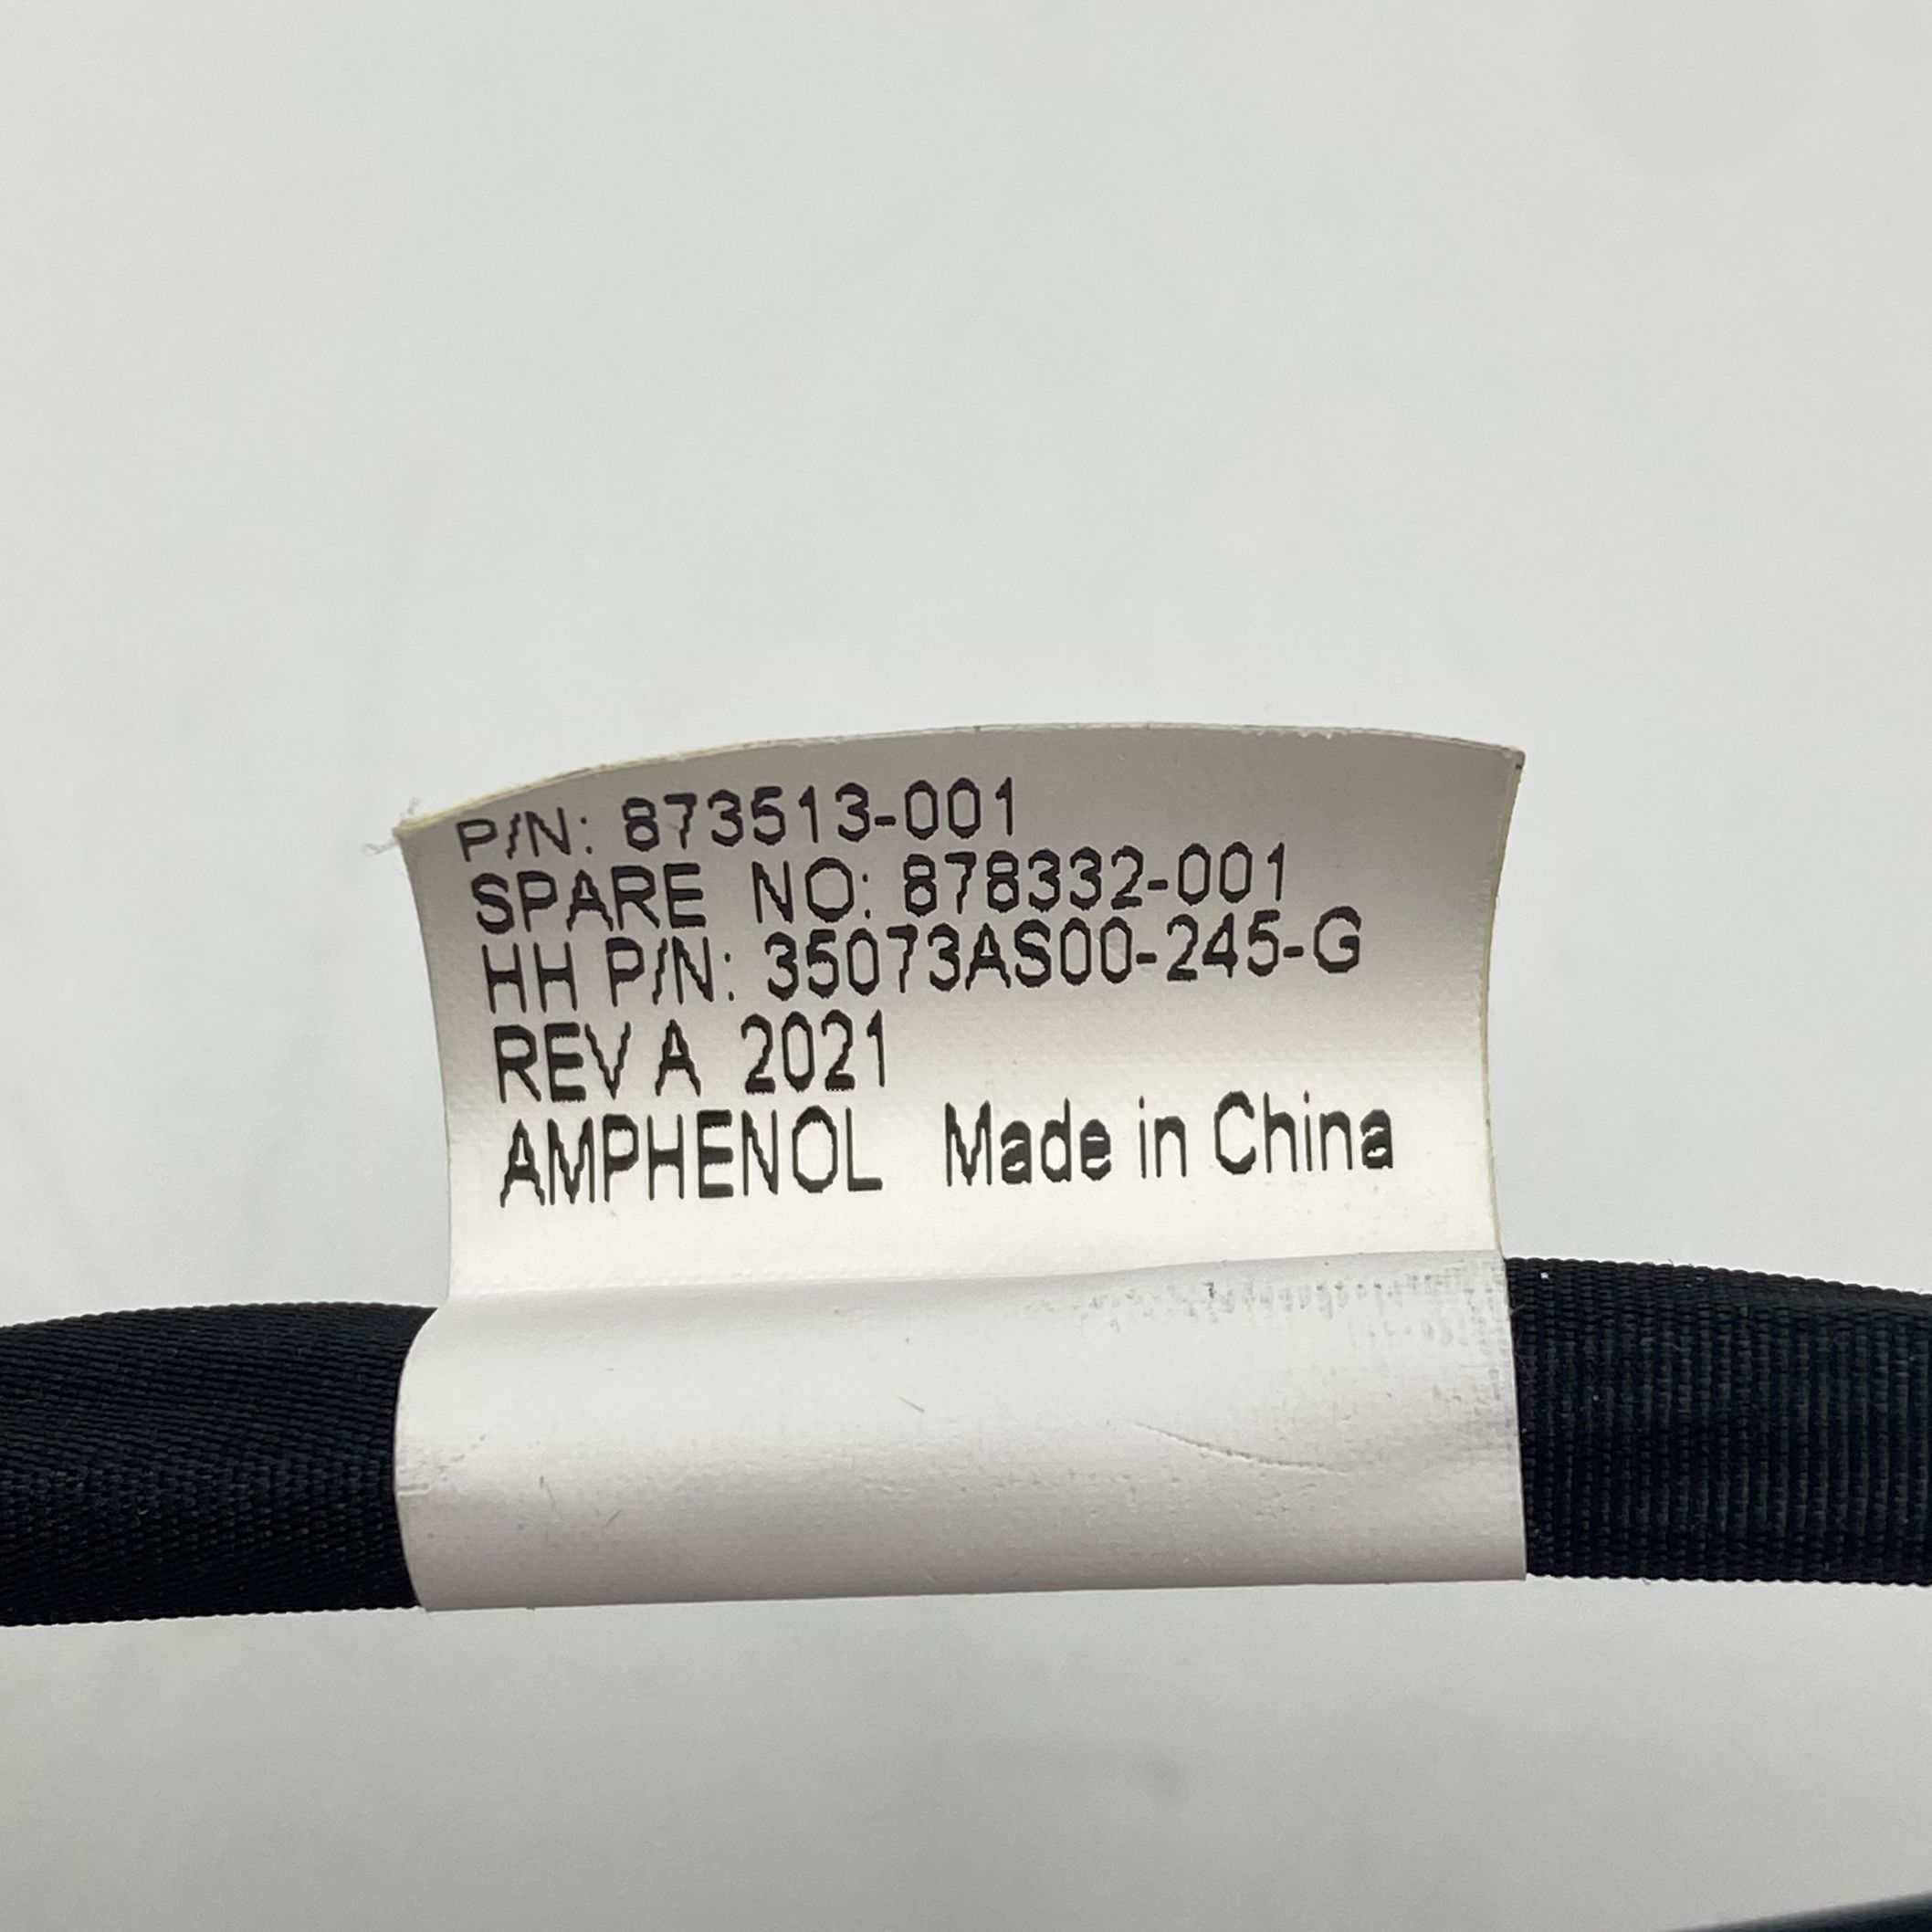 P/N: 873513-001
SPARE NO: 878332-001
HH P/N: 35073AS00-245-G
REV A 2021
AMPHENOL Made in China